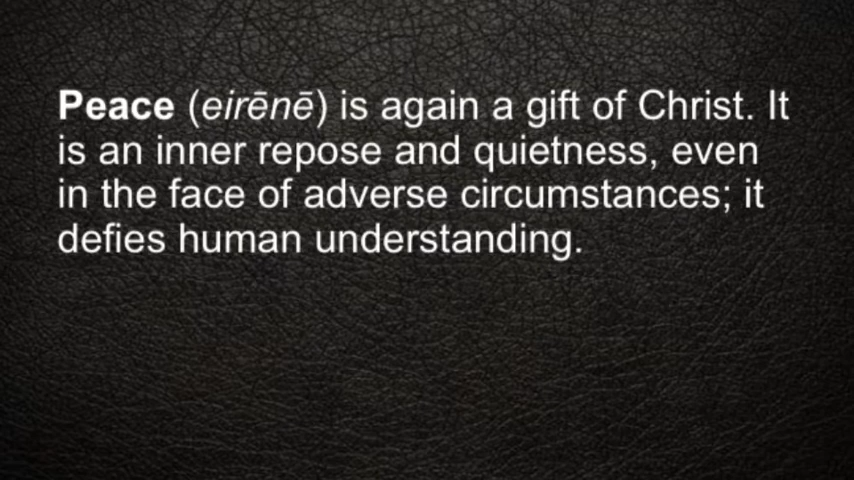 Peace (eirēnē) is again a gift of Christ. It
is an inner repose and quietness, even
in the face of adverse circumstances; it
defies human understanding.